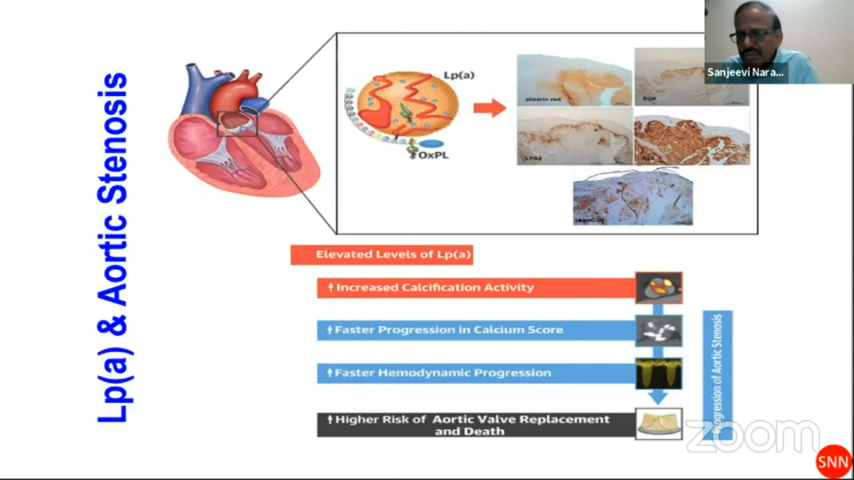 Lp(a) & Aortic Stenosis
Lp(a)
OxPL
alizarin red
E06
LPA4
Sanjeevi Nara...
Elevated Levels of Lp(a)
Increased Calcification Activity
Faster Progression in Calcium Score
Faster Hemodynamic Progression
Higher Risk of Aortic Valve Replacement
and Death
Progression of Aortic Stenosis
zoom
SNN